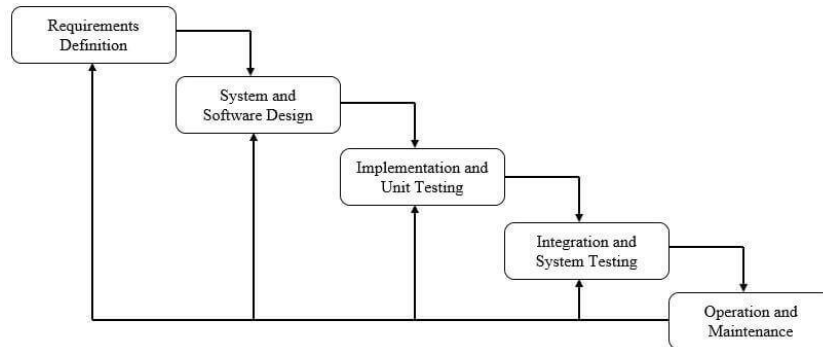 Requirements
Definition
System and
Software Design
Implementation and
Unit Testing
Integration and
System Testing
Operation and
Maintenance